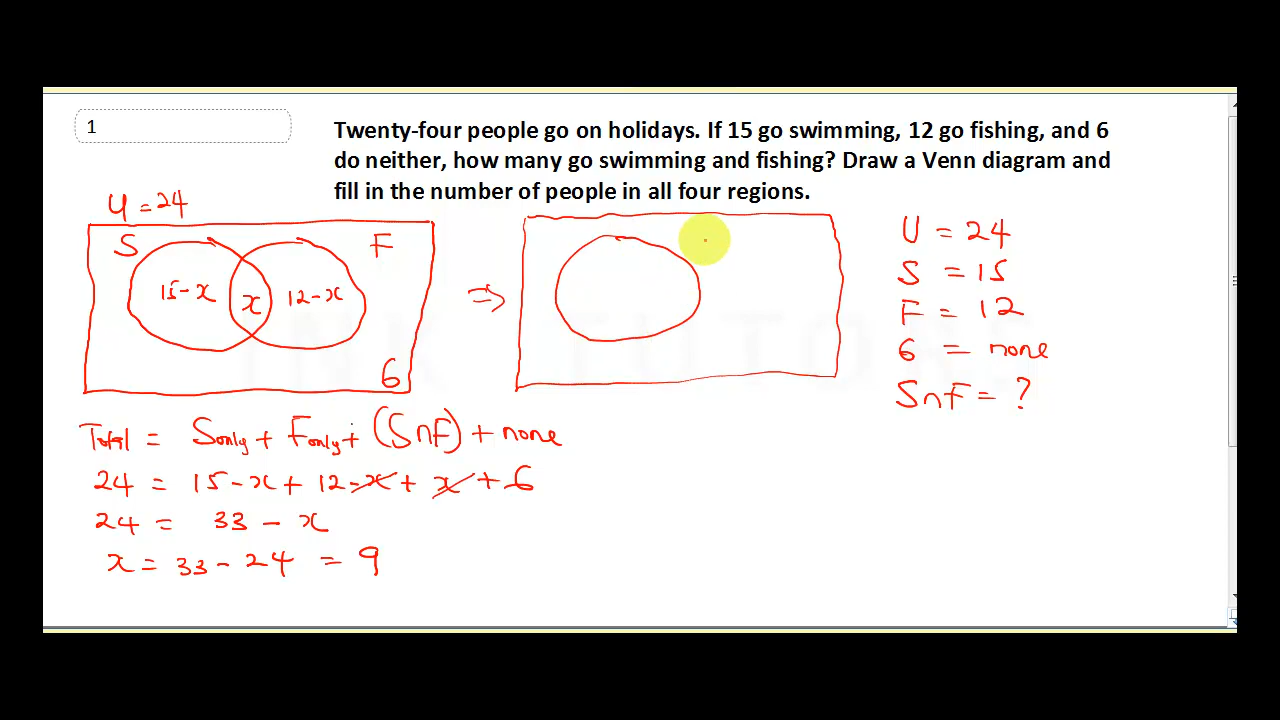 1
Twenty-four people go on holidays. If 15 go swimming, 12 go fishing, and 6
do neither, how many go swimming and fishing? Draw a Venn diagram and
fill in the number of people in all four regions.
U = 24
S F
15-x x 12-x
6
⇒
U = 24
S = 15
F = 12
6 = none
S∩F = ?
Total = S only + F only + (S∩F) + none
24 = 15-x + 12-x + x + 6
24 = 33 - x
x = 33 - 24 = 9